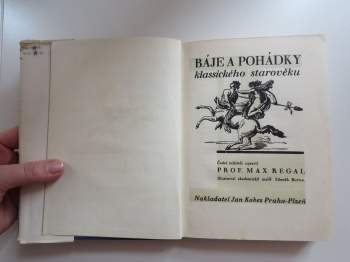 BÁJE A POHÁDKY
klassického starověku
PROF. MAX REGAL
Nakladatel Jan Kobes Praha-Plzeň